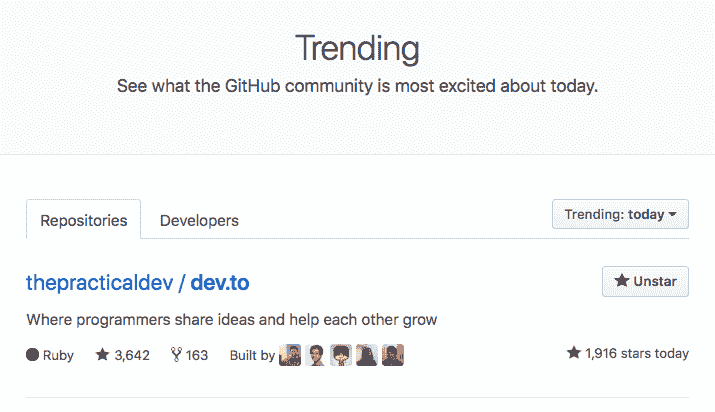 Trending
See what the GitHub community is most excited about today.
Repositories Developers Trending: today
thepracticaldev / dev.to Unstar
Where programmers share ideas and help each other grow
Ruby 3,642 163 Built by 1,916 stars today